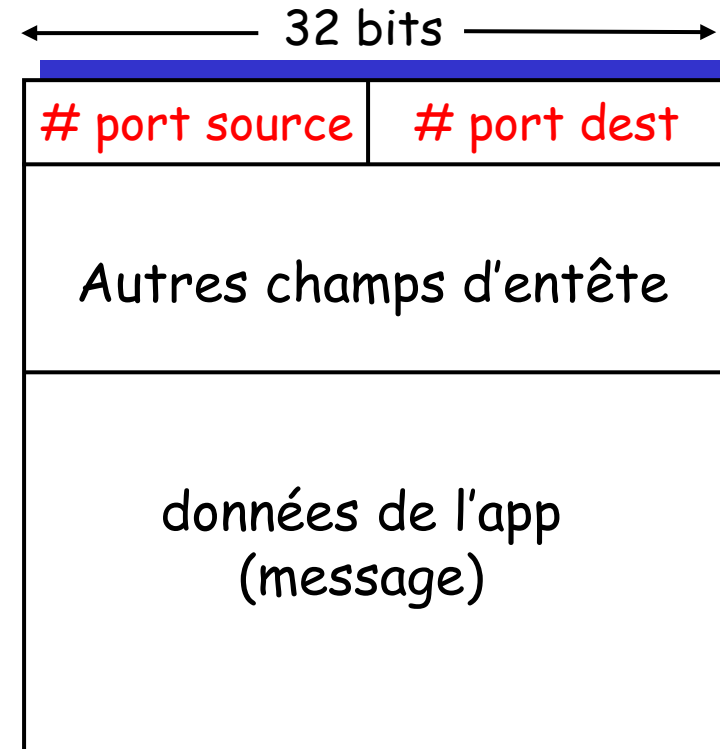 32 bits
# port source # port dest
Autres champs d’entête
données de l’app
(message)